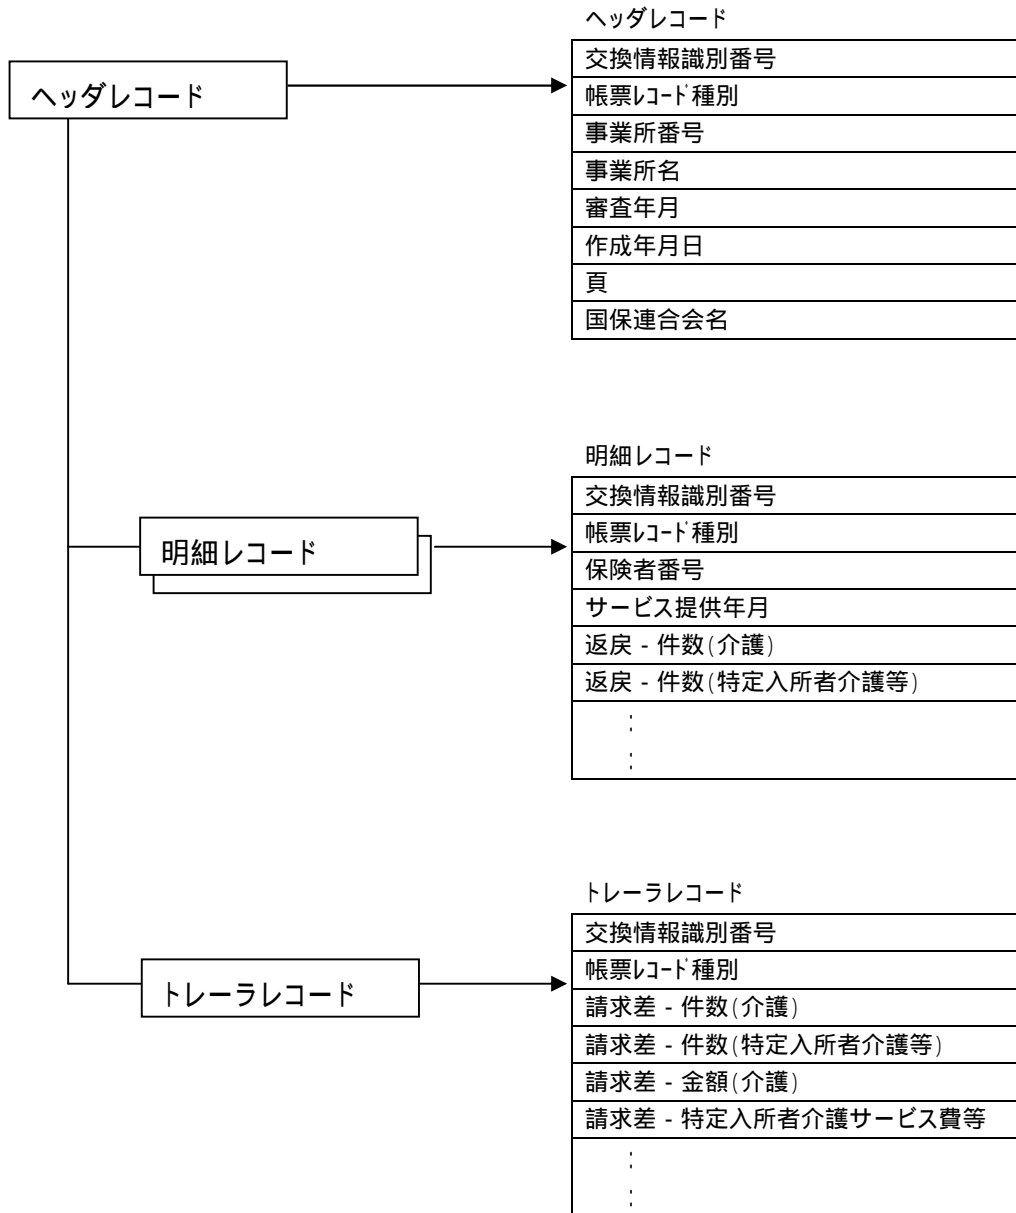 ヘッダレコード
ヘッダレコード
交換情報識別番号
帳票ﾚｺｰﾄﾞ種別
事業所番号
事業所名
審査年月
作成年月日
頁
国保連合会名
明細レコード
明細レコード
交換情報識別番号
帳票ﾚｺｰﾄﾞ種別
保険者番号
サービス提供年月
返戻 - 件数(介護)
返戻 - 件数(特定入所者介護等)
:
:
トレーラレコード
トレーラレコード
交換情報識別番号
帳票ﾚｺｰﾄﾞ種別
請求差 - 件数(介護)
請求差 - 件数(特定入所者介護等)
請求差 - 金額(介護)
請求差 - 特定入所者介護サービス費等
:
: